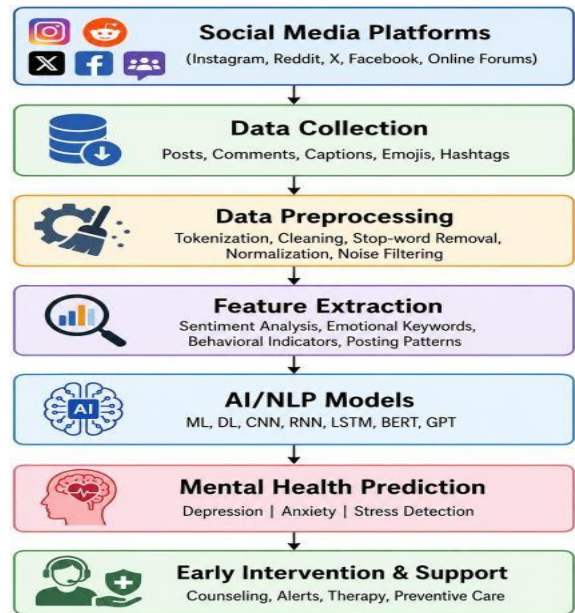 Social Media Platforms
(Instagram, Reddit, X, Facebook, Online Forums)
Data Collection
Posts, Comments, Captions, Emojis, Hashtags
Data Preprocessing
Tokenization, Cleaning, Stop-word Removal,
Normalization, Noise Filtering
Feature Extraction
Sentiment Analysis, Emotional Keywords,
Behavioral Indicators, Posting Patterns
AI
AI/NLP Models
ML, DL, CNN, RNN, LSTM, BERT, GPT
Mental Health Prediction
Depression | Anxiety | Stress Detection
Early Intervention & Support
Counseling, Alerts, Therapy, Preventive Care